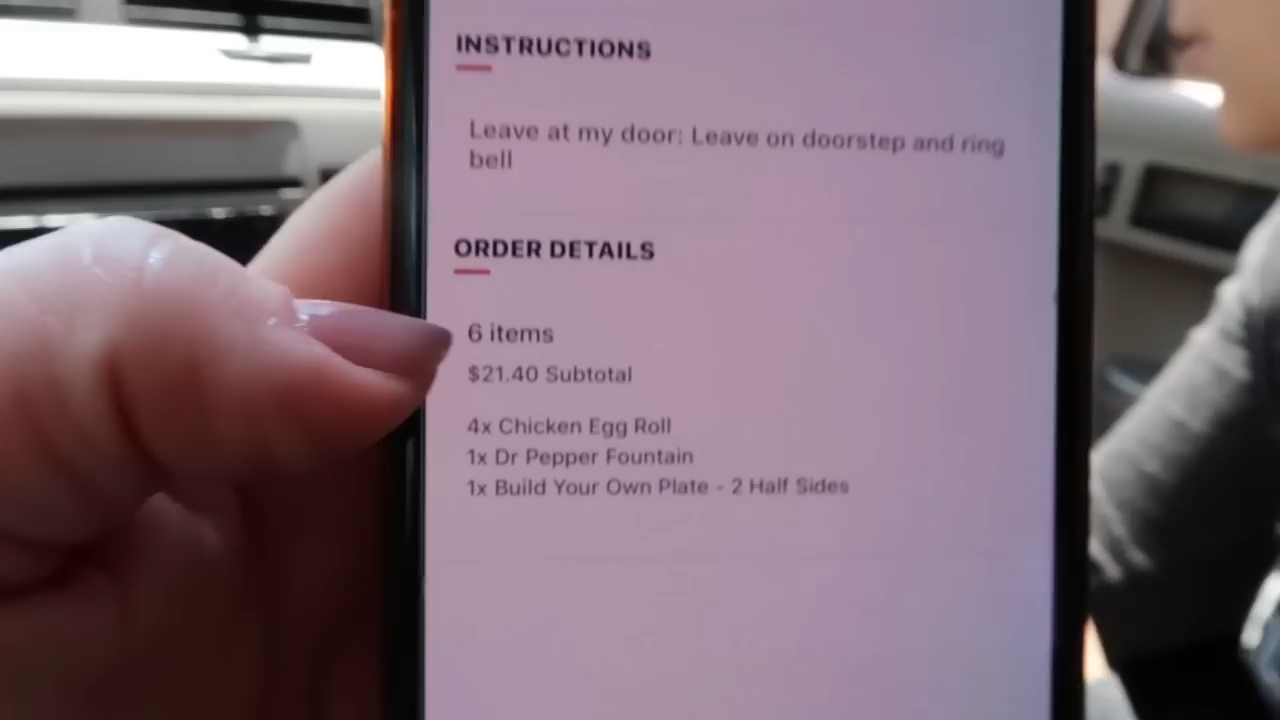 INSTRUCTIONS
Leave at my door: Leave on doorstep and ring
bell
ORDER DETAILS
6 items
$21.40 Subtotal
4x Chicken Egg Roll
1x Dr Pepper Fountain
1x Build Your Own Plate - 2 Half Sides